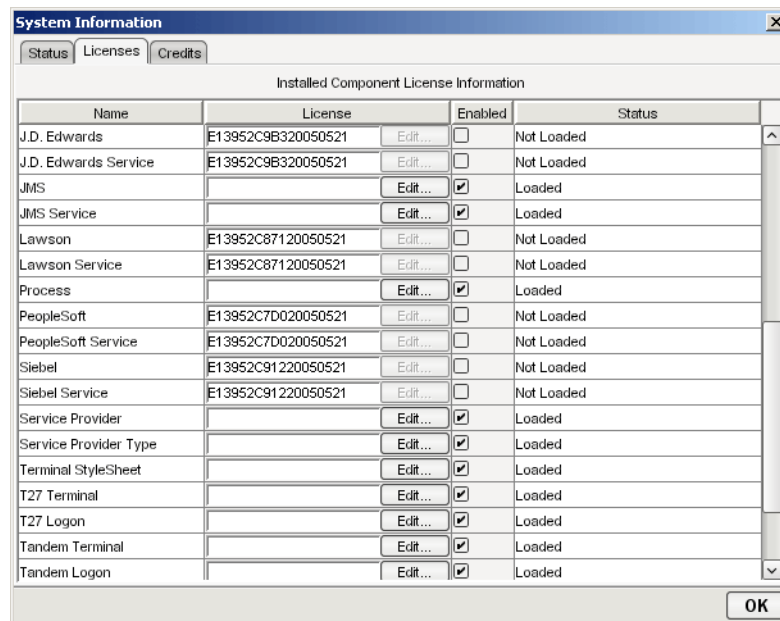 System Information
Status Licenses Credits
Installed Component License Information
Name License Enabled Status
J.D. Edwards E13952C9B320050521 Edit... Not Loaded
J.D. Edwards Service E13952C9B320050521 Edit... Not Loaded
JMS Edit... Loaded
JMS Service Edit... Loaded
Lawson E13952C87120050521 Edit... Not Loaded
Lawson Service E13952C87120050521 Edit... Not Loaded
Process Edit... Loaded
PeopleSoft E13952C7D020050521 Edit... Not Loaded
PeopleSoft Service E13952C7D020050521 Edit... Not Loaded
Siebel E13952C91220050521 Edit... Not Loaded
Siebel Service E13952C91220050521 Edit... Not Loaded
Service Provider Edit... Loaded
Service Provider Type Edit... Loaded
Terminal StyleSheet Edit... Loaded
T27 Terminal Edit... Loaded
T27 Logon Edit... Loaded
Tandem Terminal Edit... Loaded
Tandem Logon Edit... Loaded
OK